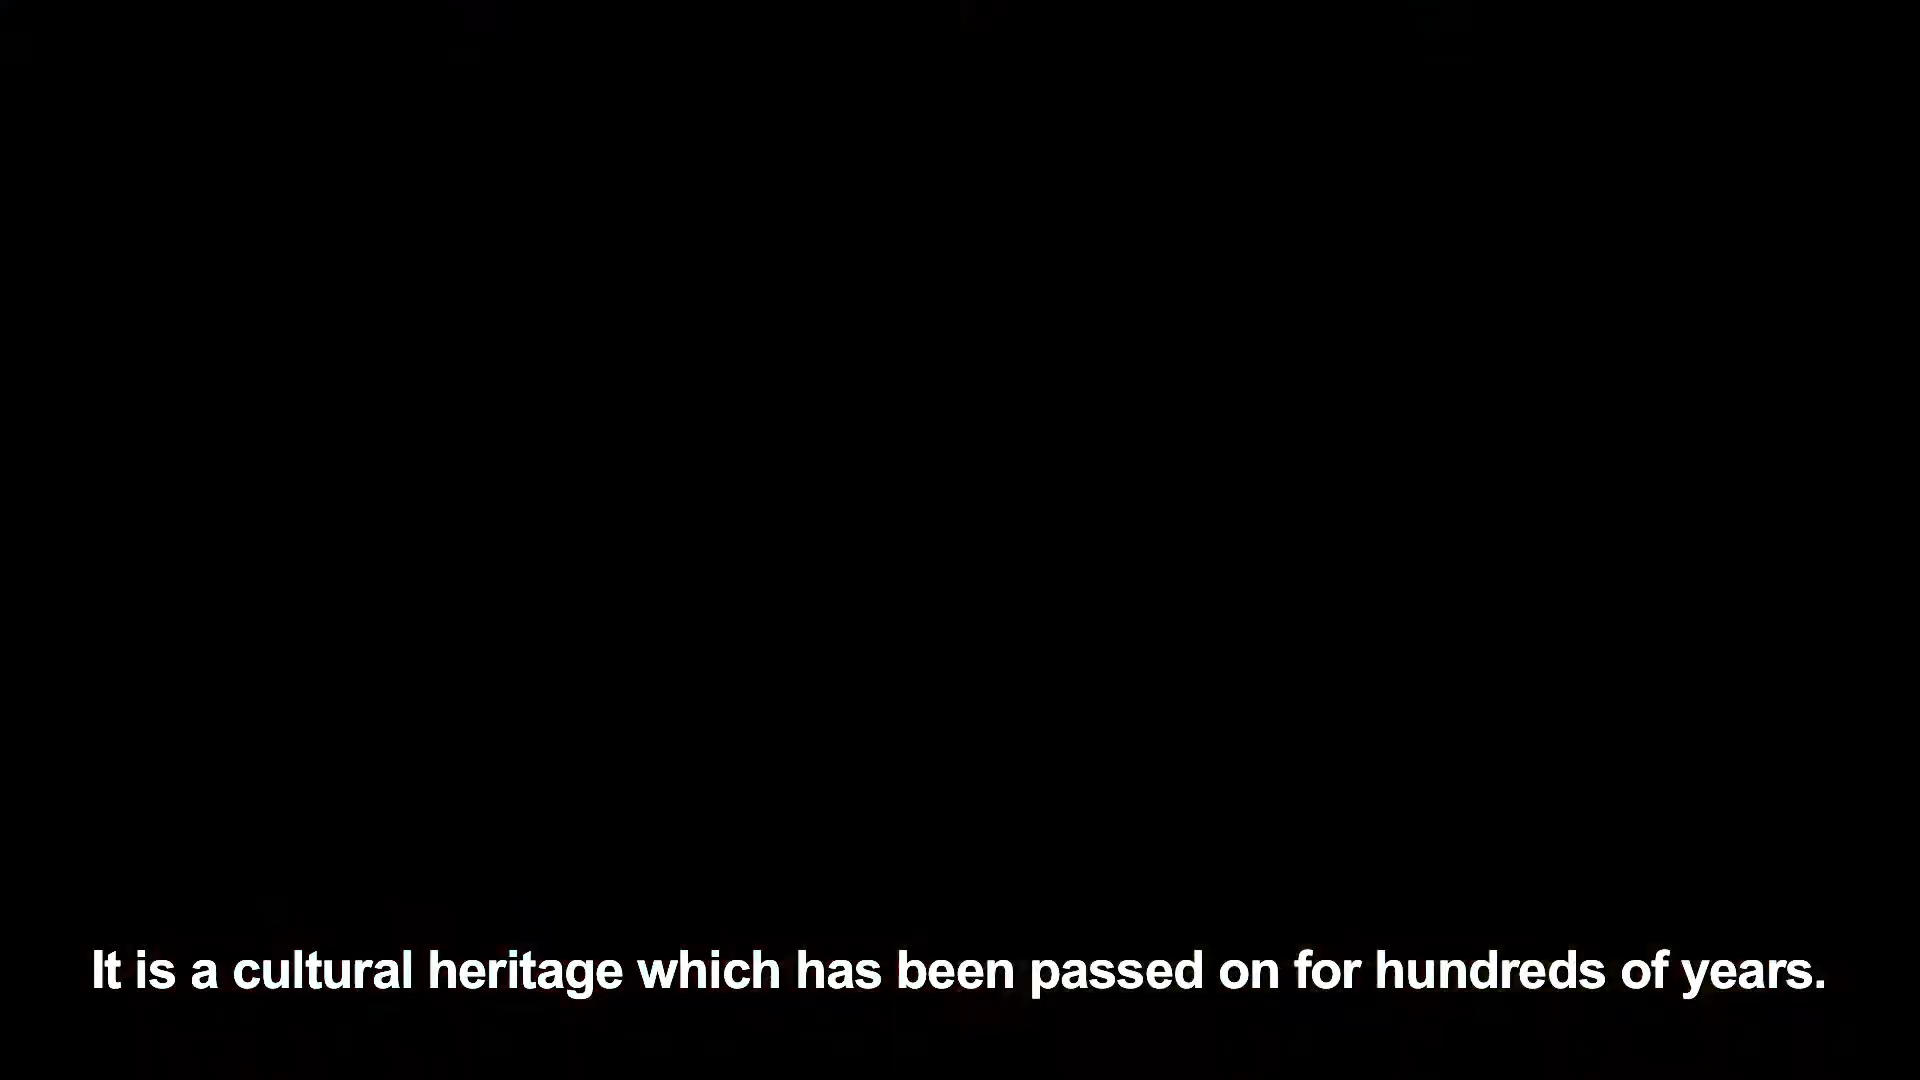 It is a cultural heritage which has been passed on for hundreds of years.